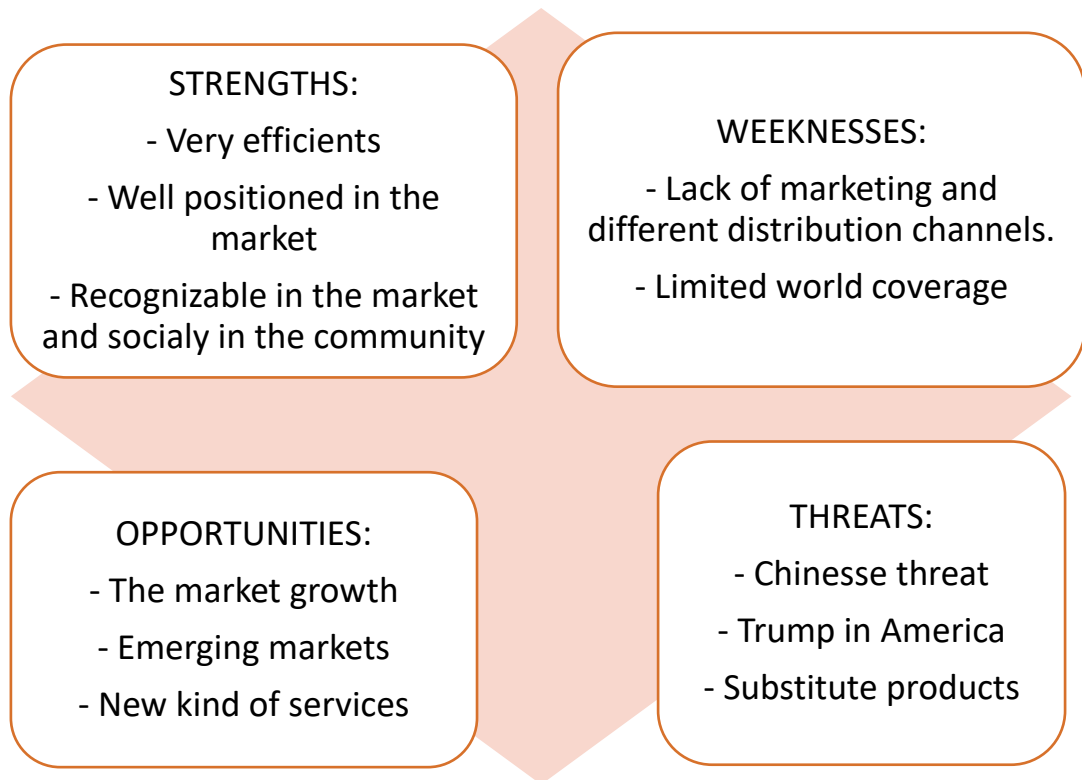 STRENGTHS:
- Very efficients
- Well positioned in the
market
- Recognizable in the market
and socialy in the community
WEEKNESSES:
- Lack of marketing and
different distribution channels.
- Limited world coverage
OPPORTUNITIES:
- The market growth
- Emerging markets
- New kind of services
THREATS:
- Chinesse threat
- Trump in America
- Substitute products